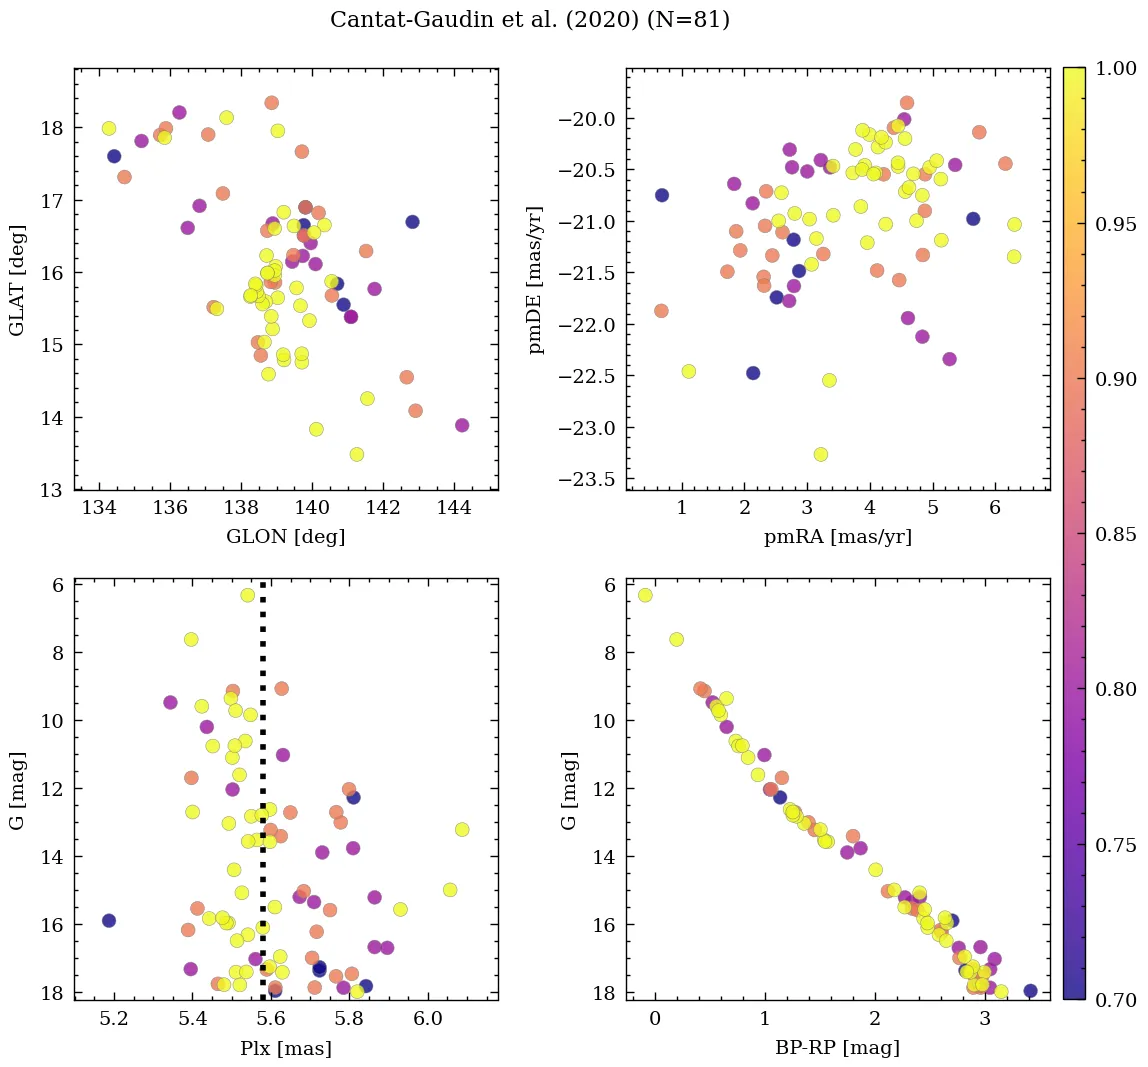 Cantat-Gaudin et al. (2020) (N=81)
18
17
16
15
14
13
GLAT [deg]
134 136 138 140 142 144
GLON [deg]
−20.0
−20.5
−21.0
−21.5
−22.0
−22.5
−23.0
−23.5
pmDE [mas/yr]
1 2 3 4 5 6
pmRA [mas/yr]
6
8
10
12
14
16
18
G [mag]
5.2 5.4 5.6 5.8 6.0
Plx [mas]
6
8
10
12
14
16
18
G [mag]
0 1 2 3
BP-RP [mag]
1.00
0.95
0.90
0.85
0.80
0.75
0.70